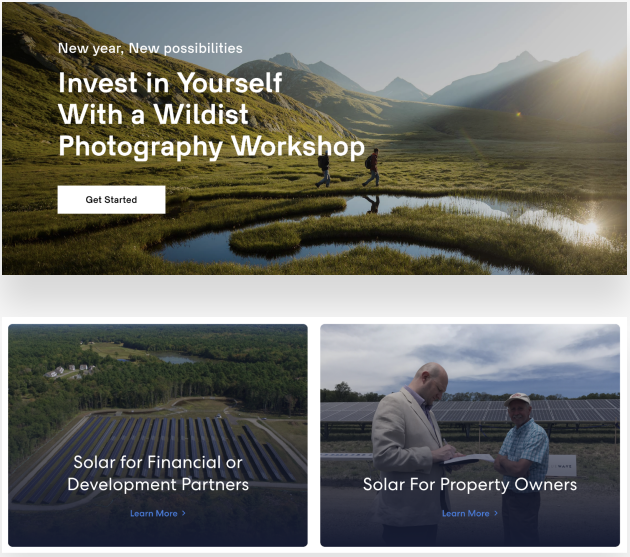 New year, New possibilities
Invest in Yourself
With a Wildist
Photography Workshop
Get Started
Solar for Financial or
Development Partners
Learn More >
Solar For Property Owners
Learn More >